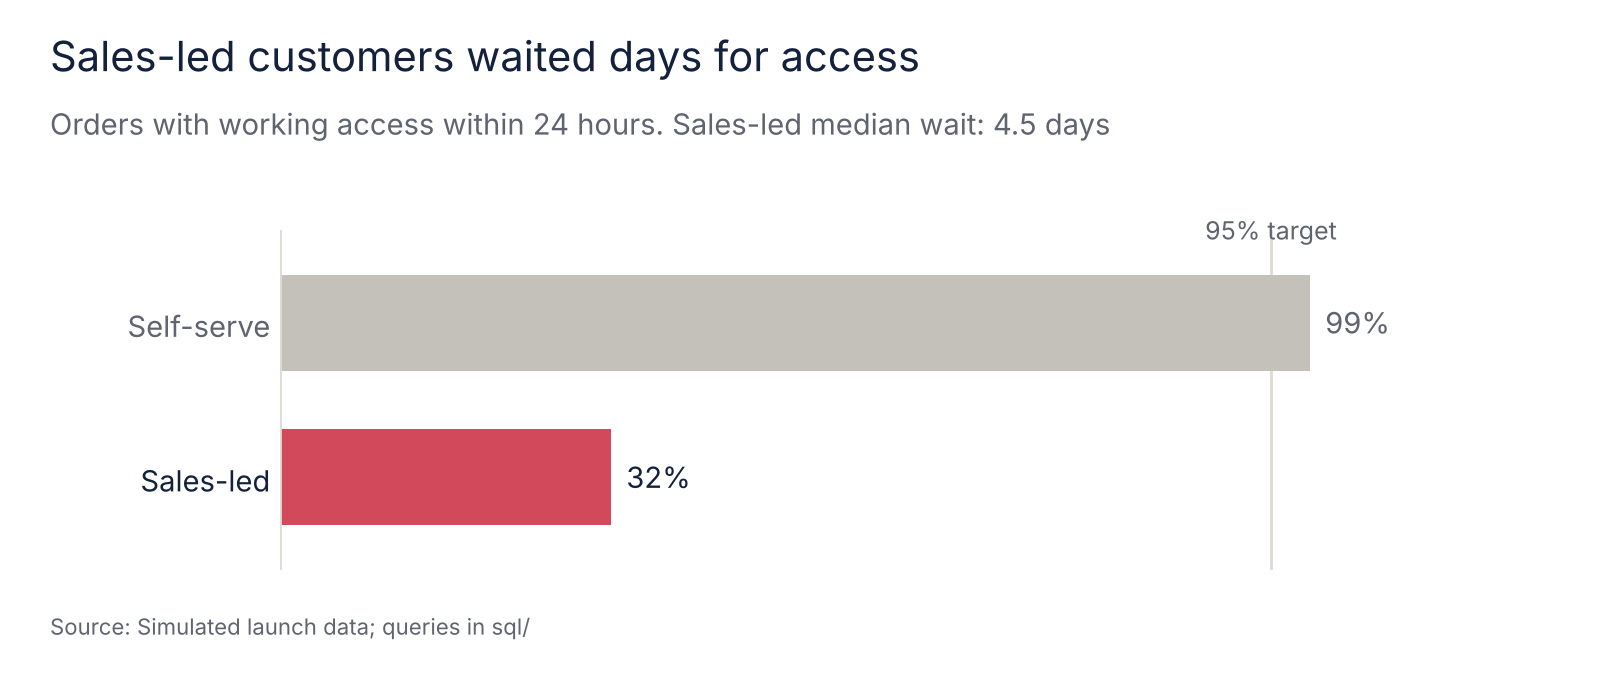 Sales-led customers waited days for access
Orders with working access within 24 hours. Sales-led median wait: 4.5 days
95% target
Self-serve 99%
Sales-led 32%
Source: Simulated launch data; queries in sql/